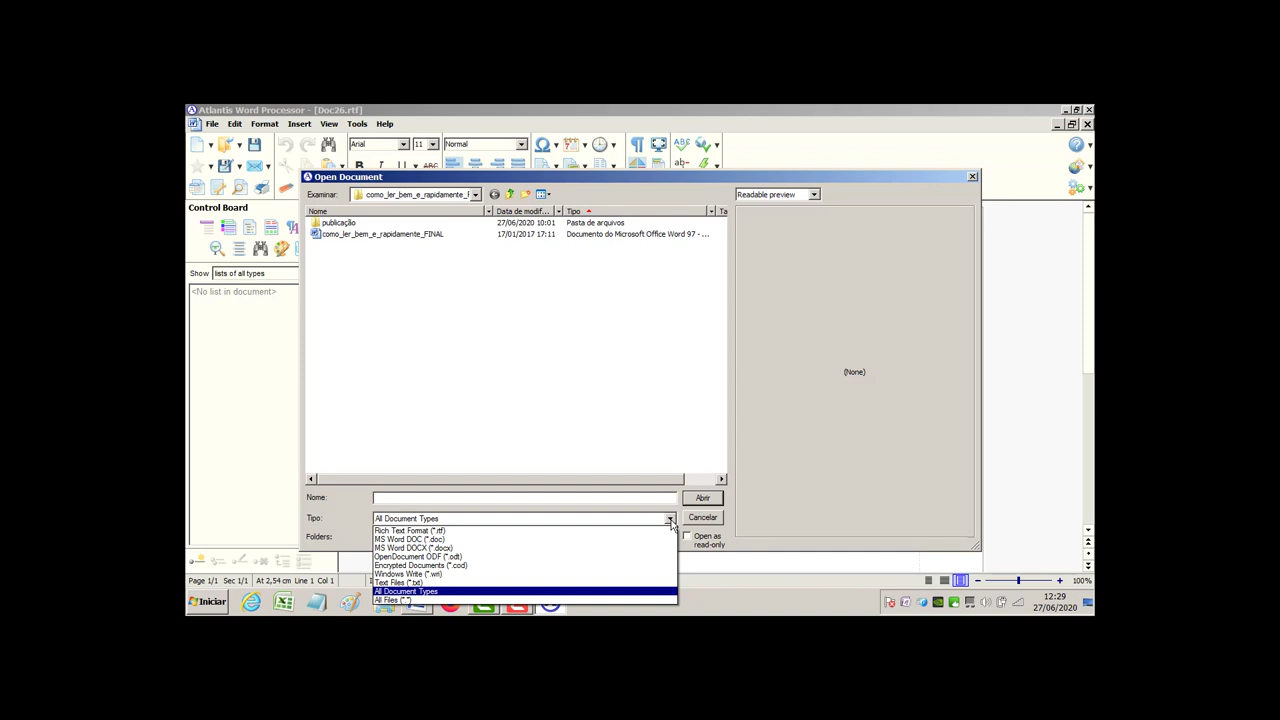 Atlantis Word Processor - [Doc26.rtf]
File Edit Format Insert View Tools Help
Arial 11 Normal
Open Document
Examinar: como_ler_bem_e_rapidamente_F
Readable preview
Control Board
Nome Data de modif... Tipo Ta
publicação 27/06/2020 10:01 Pasta de arquivos
como_ler_bem_e_rapidamente_FINAL 17/01/2017 17:11 Documento do Microsoft Office Word 97 - ...
Show lists of all types
<No list in document>
(None)
Nome: Abrir
Tipo: All Document Types Cancelar
Rich Text Format (*.rtf)
Folders: MS Word DOC (*.doc) Open as read-only
MS Word DOCX (*.docx)
OpenDocument ODF (*.odt)
Encrypted Documents (*.cod)
Windows Write (*.wri)
Text Files (*.txt)
All Document Types
All Files (*.*)
Page 1/1 Sec 1/1 At 2,54 cm Line 1 Col 1 100%
Iniciar 12:29
27/06/2020